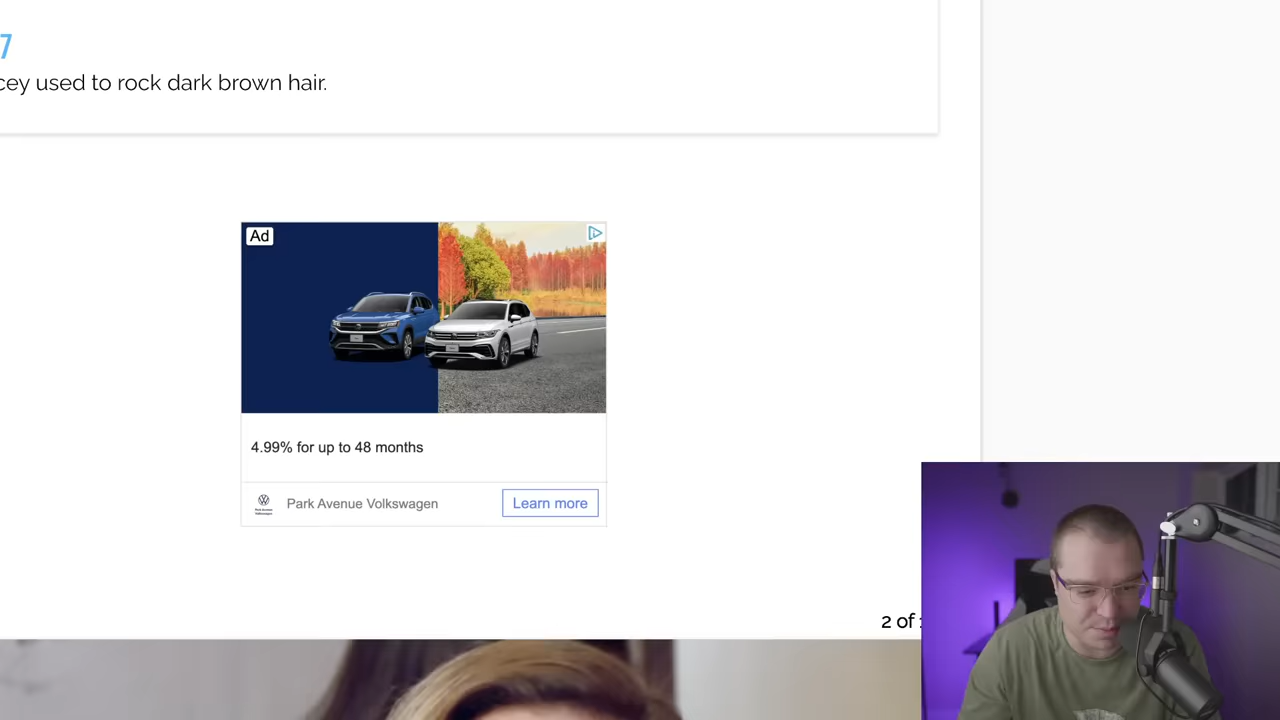 7
cey used to rock dark brown hair.
Ad
4.99% for up to 48 months
Park Avenue Volkswagen
Learn more
2 of